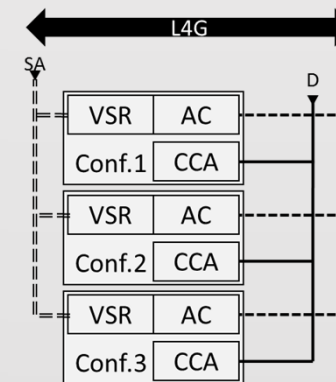 L4G
SA
D
VSR AC
Conf.1 CCA
VSR AC
Conf.2 CCA
VSR AC
Conf.3 CCA